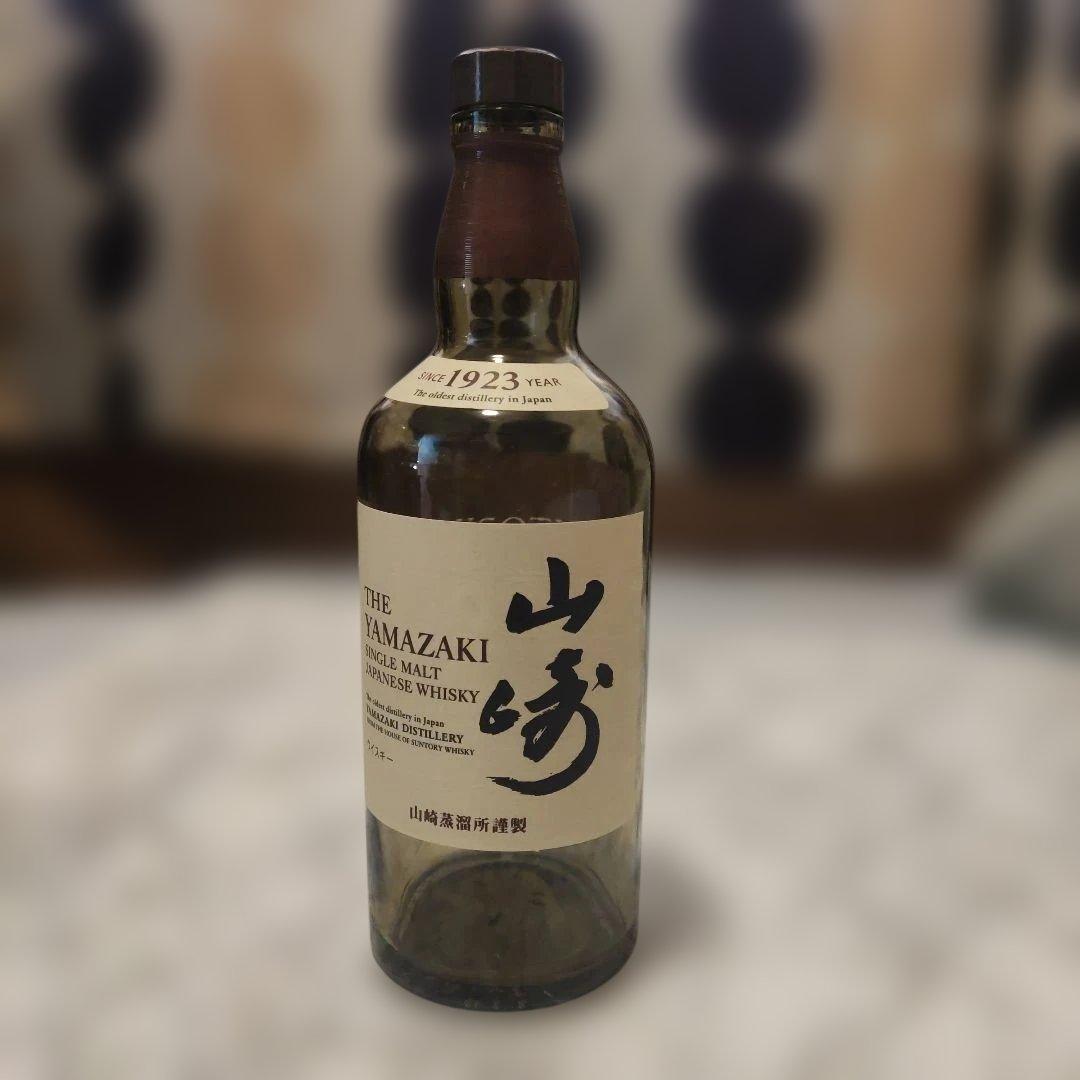 SINCE 1923 YEAR
The oldest distillery in Japan
THE
YAMAZAKI
SINGLE MALT
JAPANESE WHISKY
The oldest distillery in Japan
YAMAZAKI DISTILLERY
FROM THE HOUSE OF SUNTORY WHISKY
ウイスキー
山崎
山崎蒸溜所謹製